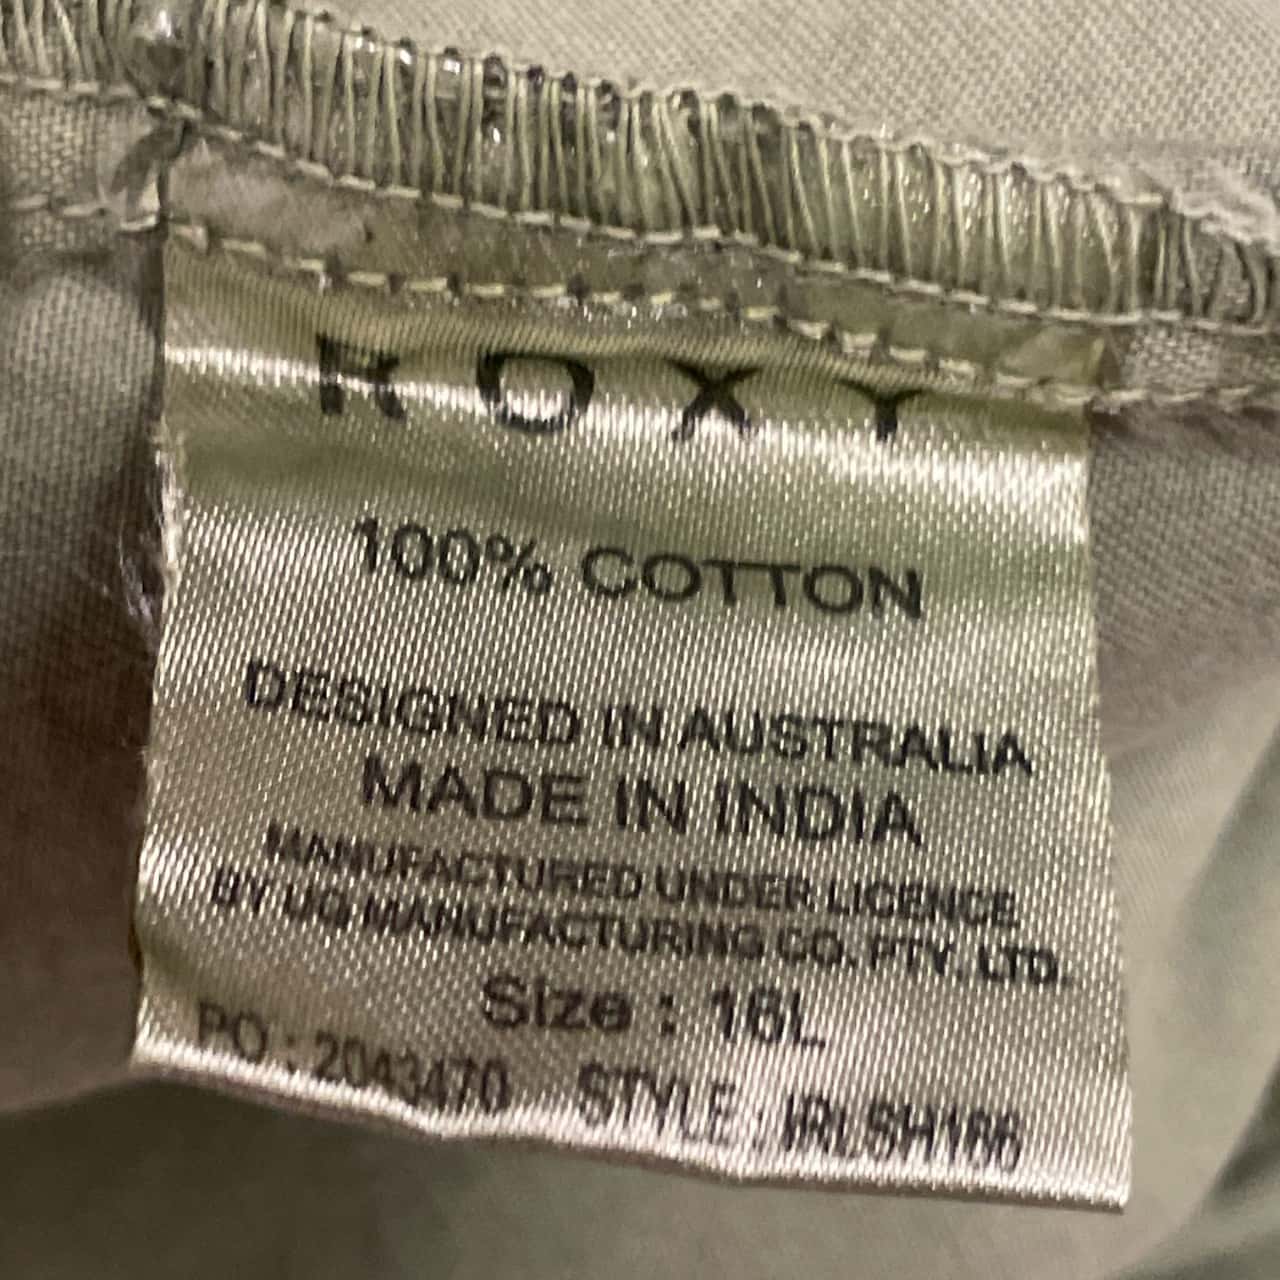 ROXY
100% COTTON
DESIGNED IN AUSTRALIA
MADE IN INDIA
MANUFACTURED UNDER LICENCE
BY UG MANUFACTURING CO. PTY. LTD.
Size : 16L
PO : 2043470 STYLE : IRLSH166